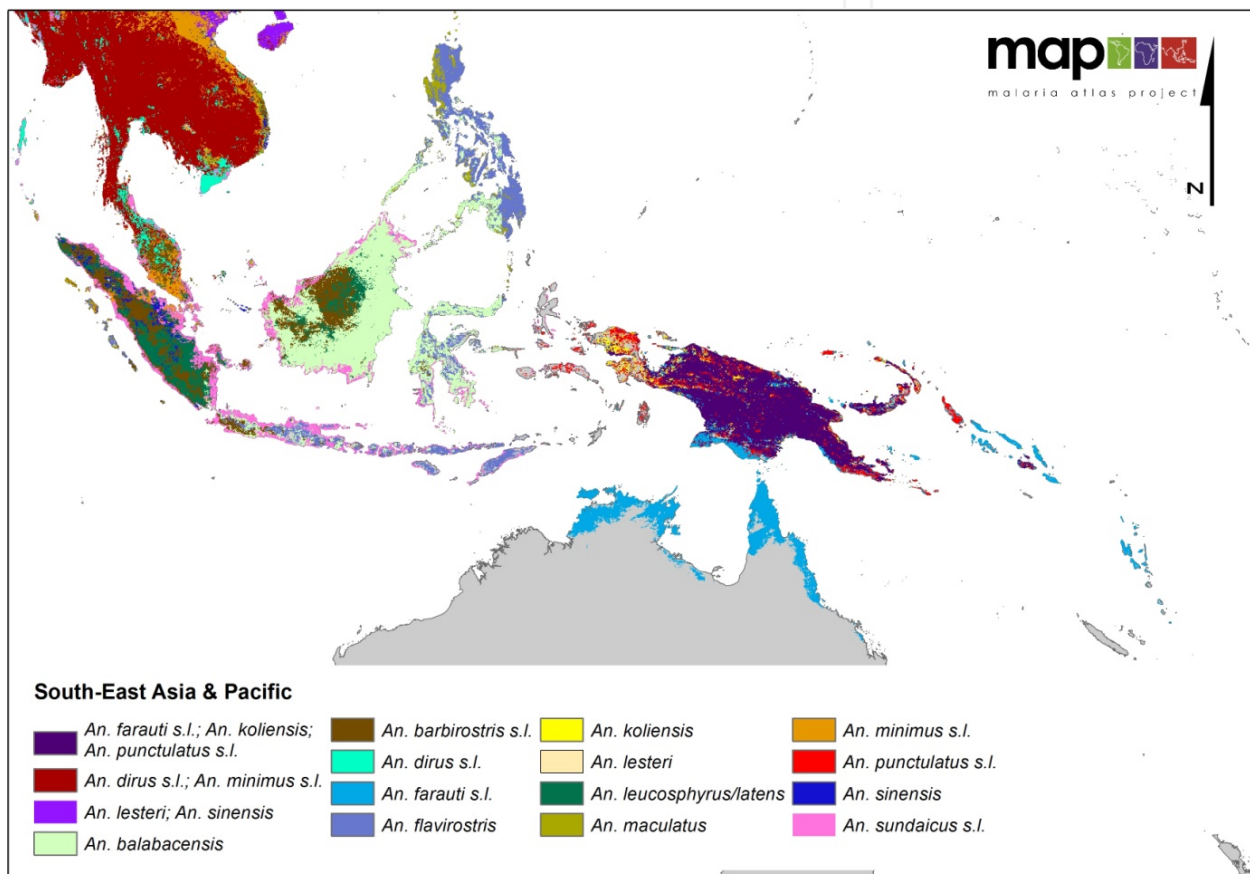 map
malaria atlas project
N
South-East Asia & Pacific
An. farauti s.l.; An. koliensis;
An. punctulatus s.l.
An. dirus s.l.; An. minimus s.l.
An. lesteri; An. sinensis
An. balabacensis
An. barbirostris s.l.
An. dirus s.l.
An. farauti s.l.
An. flavirostris
An. koliensis
An. lesteri
An. leucosphyrus/latens
An. maculatus
An. minimus s.l.
An. punctulatus s.l.
An. sinensis
An. sundaicus s.l.